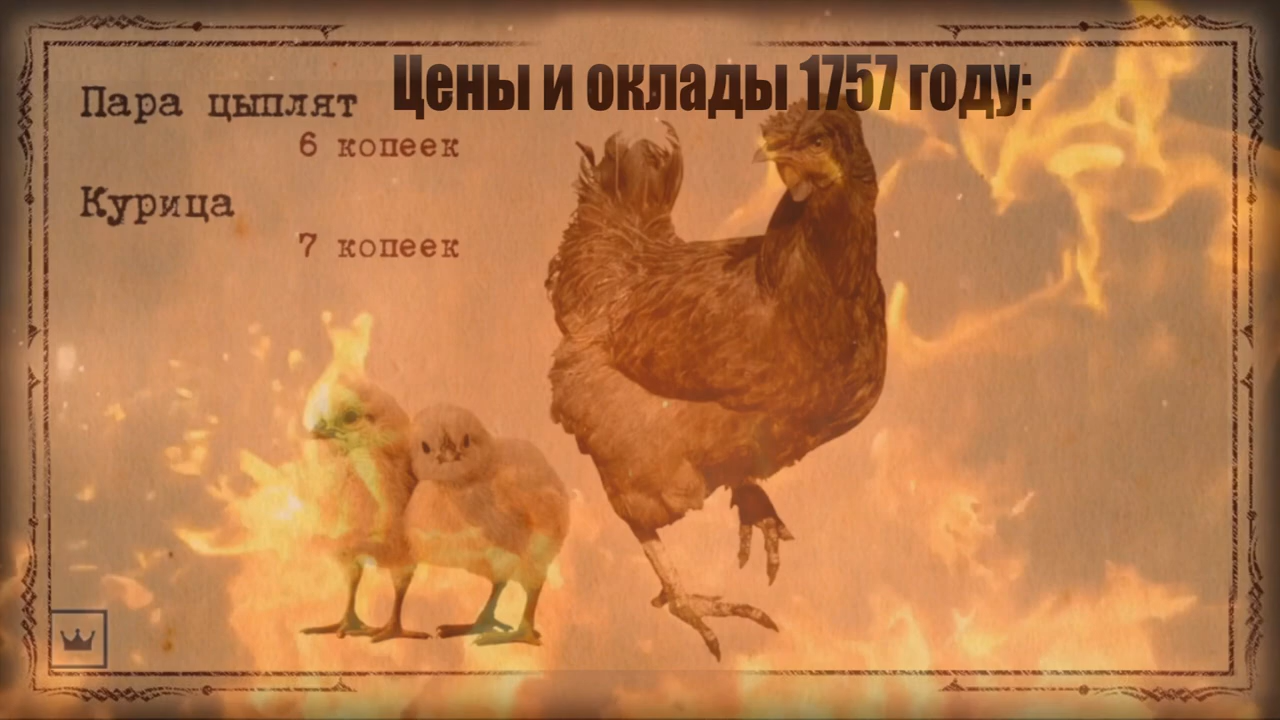 Цены и оклады 1757 году:
Пара цыплят
6 копеек
Курица
7 копеек